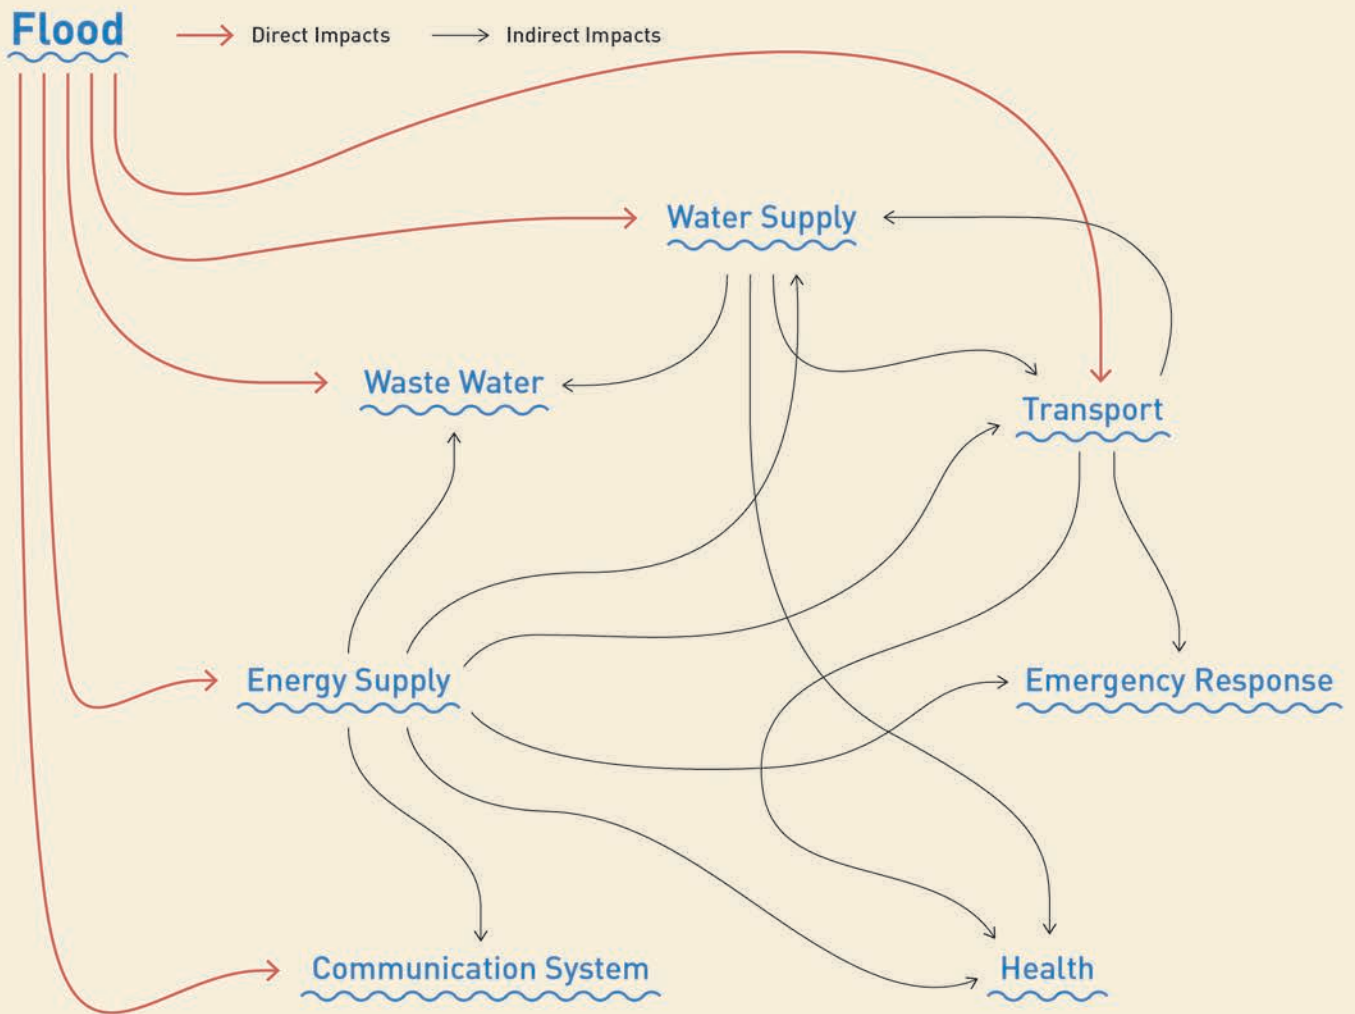 Flood
Direct Impacts
Indirect Impacts
Water Supply
Waste Water
Transport
Energy Supply
Emergency Response
Communication System
Health